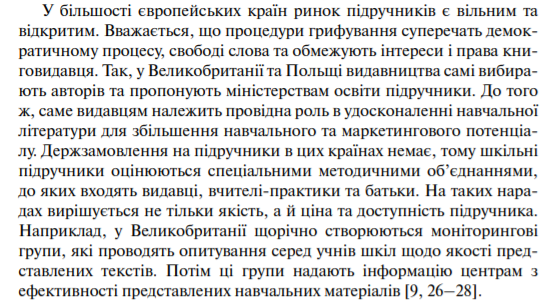 У більшості європейських країн ринок підручників є вільним та
відкритим. Вважається, що процедури грифування суперечать демок-
ратичному процесу, свободі слова та обмежують інтереси і права кни-
говидавця. Так, у Великобританії та Польщі видавництва самі вибира-
ють авторів та пропонують міністерствам освіти підручники. До того
ж, саме видавцям належить провідна роль в удосконаленні навчальної
літератури для збільшення навчального та маркетингового потенціа-
лу. Держзамовлення на підручники в цих країнах немає, тому шкільні
підручники оцінюються спеціальними методичними об’єднаннями,
до яких входять видавці, вчителі-практики та батьки. На таких нара-
дах вирішується не тільки якість, а й ціна та доступність підручника.
Наприклад, у Великобританії щорічно створюються моніторингові
групи, які проводять опитування серед учнів шкіл щодо якості пред-
ставлених текстів. Потім ці групи надають інформацію центрам з
ефективності представлених навчальних матеріалів [9, 26–28].